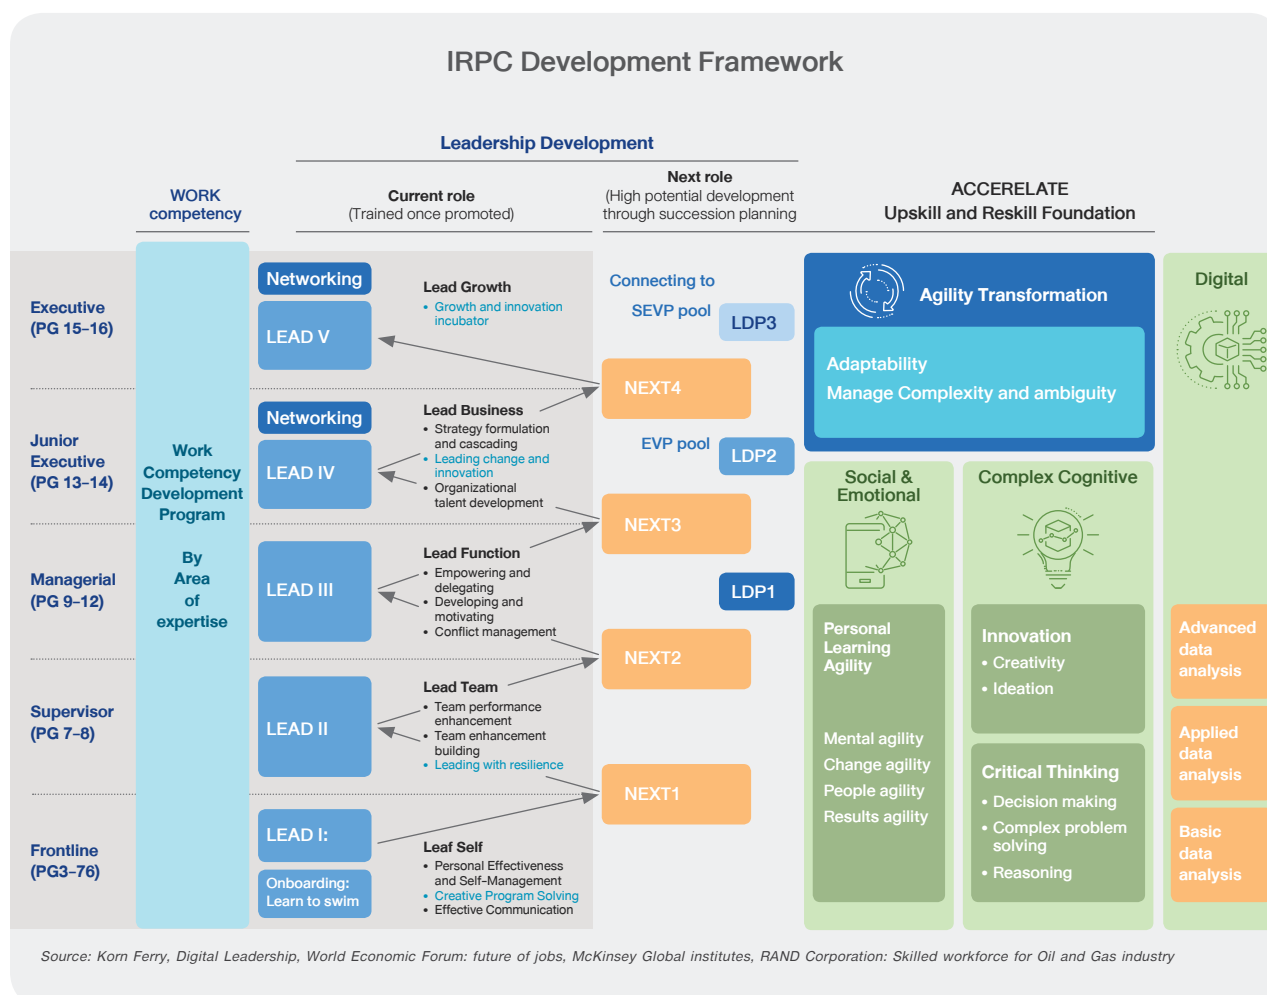 IRPC Development Framework
Leadership Development
WORK
competency
Current role
(Trained once promoted)
Next role
(High potential development
through succession planning
ACCERELATE
Upskill and Reskill Foundation
Executive
(PG 15–16)
Junior
Executive
(PG 13–14)
Managerial
(PG 9–12)
Supervisor
(PG 7–8)
Frontline
(PG3–76)
Work
Competency
Development
Program
By
Area
of
expertise
Networking
LEAD V
Lead Growth
• Growth and innovation
incubator
Networking
LEAD IV
Lead Business
• Strategy formulation
and cascading
• Leading change and
innovation
• Organizational
talent development
LEAD III
Lead Function
• Empowering and
delegating
• Developing and
motivating
• Conflict management
LEAD II
Lead Team
• Team performance
enhancement
• Team enhancement
building
• Leading with resilience
LEAD I:
Onboarding:
Learn to swim
Leaf Self
• Personal Effectiveness
and Self-Management
• Creative Program Solving
• Effective Communication
Connecting to
SEVP pool
LDP3
NEXT4
EVP pool
LDP2
NEXT3
LDP1
NEXT2
NEXT1
Agility Transformation
Adaptability
Manage Complexity and ambiguity
Social &
Emotional
Personal
Learning
Agility
Mental agility
Change agility
People agility
Results agility
Complex Cognitive
Innovation
• Creativity
• Ideation
Critical Thinking
• Decision making
• Complex problem
solving
• Reasoning
Digital
Advanced
data
analysis
Applied
data
analysis
Basic
data
analysis
Source: Korn Ferry, Digital Leadership, World Economic Forum: future of jobs, McKinsey Global institutes, RAND Corporation: Skilled workforce for Oil and Gas industry